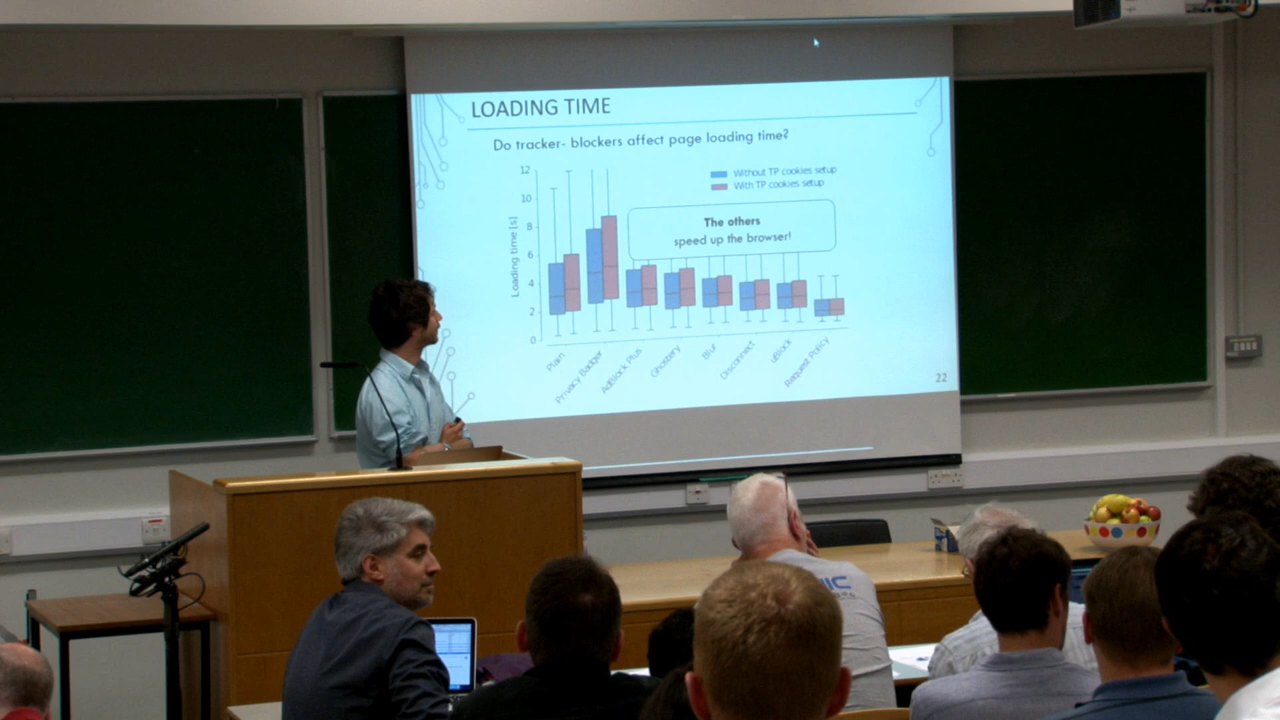 LOADING TIME
Do tracker- blockers affect page loading time?
12
10
8
6
4
2
0
Loading time [s]
Without TP cookies setup
With TP cookies setup
The others
speed up the browser!
Plain
Privacy Badger
AdBlock Plus
Ghostery
Blur
Disconnect
uBlock
Request Policy
22